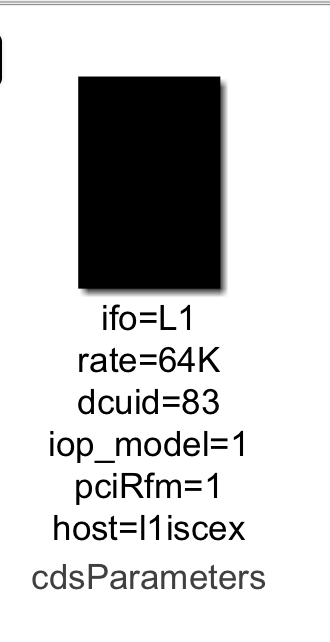 ifo=L1
rate=64K
dcuid=83
iop_model=1
pciRfm=1
host=l1iscex
cdsParameters